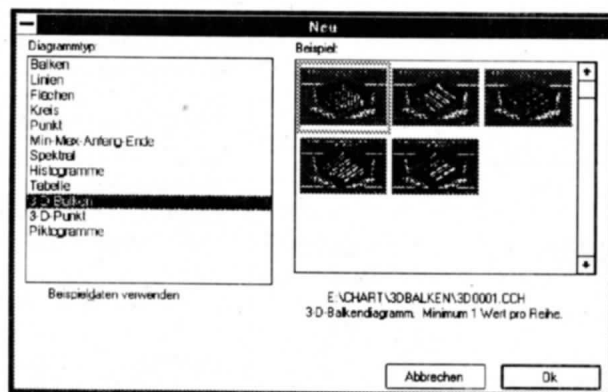 Neu
Diagrammtyp:
Balken
Linien
Flächen
Kreis
Punkt
Min-Max-Anfang-Ende
Spektral
Histogramme
Tabelle
3-D-Balken
3-D-Punkt
Piktogramme
Beispieldaten verwenden
Beispiel:
E:\CHART\3DBALKEN\3D0001.CCH
3-D-Balkendiagramm. Minimum 1 Wert pro Reihe.
Abbrechen
Ok